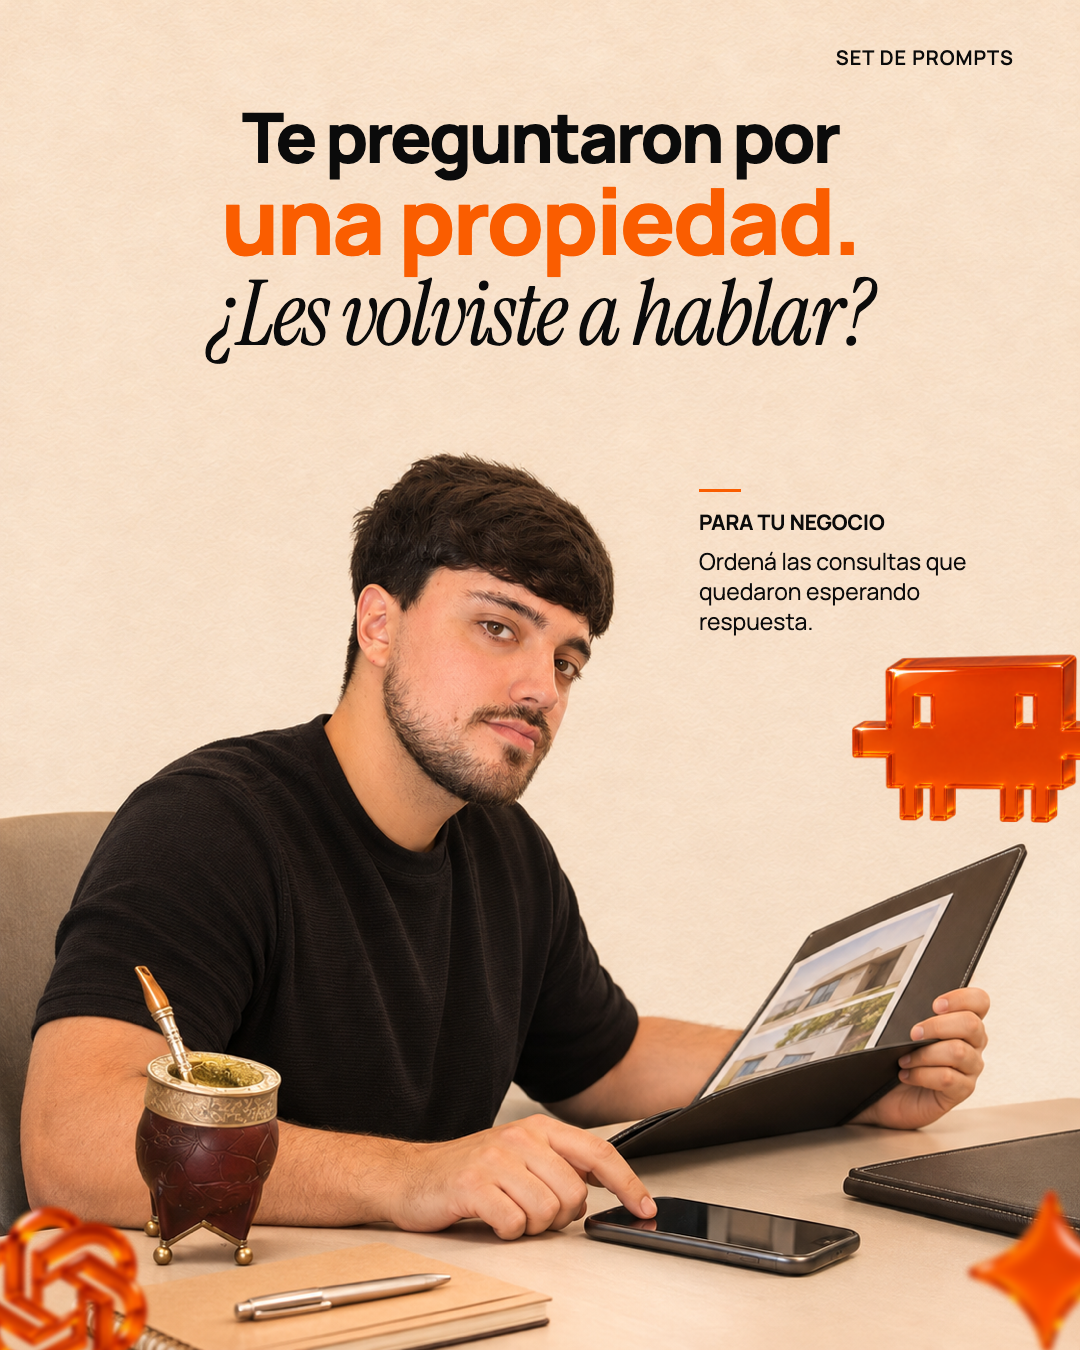 SET DE PROMPTS
Te preguntaron por
una propiedad.
¿Les volviste a hablar?
PARA TU NEGOCIO
Ordená las consultas que
quedaron esperando
respuesta.